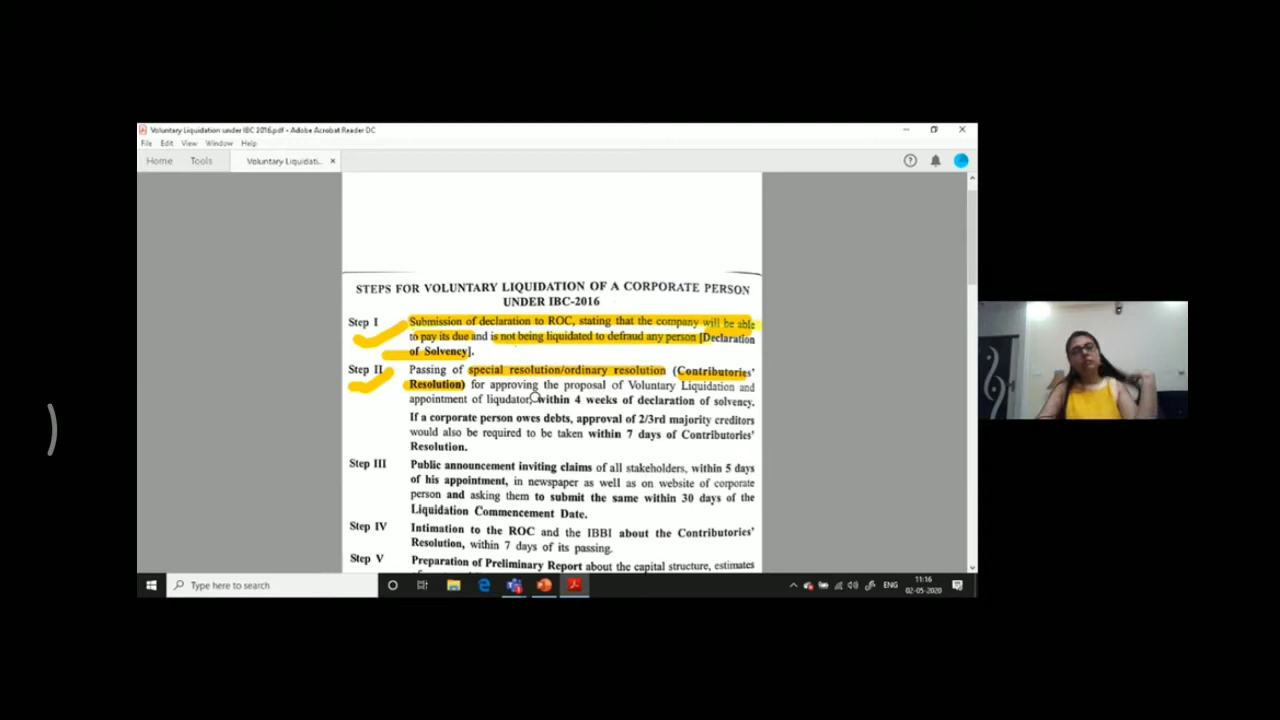 Voluntary Liquidation under IBC 2016.pdf - Adobe Acrobat Reader DC
File Edit View Window Help
Home Tools Voluntary Liquidati... ×
STEPS FOR VOLUNTARY LIQUIDATION OF A CORPORATE PERSON
UNDER IBC-2016
Step I Submission of declaration to ROC, stating that the company will be able
to pay its due and is not being liquidated to defraud any person [Declaration
of Solvency].
Step II Passing of special resolution/ordinary resolution (Contributories'
Resolution) for approving the proposal of Voluntary Liquidation and
appointment of liqudator, within 4 weeks of declaration of solvency.
If a corporate person owes debts, approval of 2/3rd majority creditors
would also be required to be taken within 7 days of Contributories'
Resolution.
Step III Public announcement inviting claims of all stakeholders, within 5 days
of his appointment, in newspaper as well as on website of corporate
person and asking them to submit the same within 30 days of the
Liquidation Commencement Date.
Step IV Intimation to the ROC and the IBBI about the Contributories'
Resolution, within 7 days of its passing.
Step V Preparation of Preliminary Report about the capital structure, estimates
Type here to search
ENG
11:16
02-05-2020